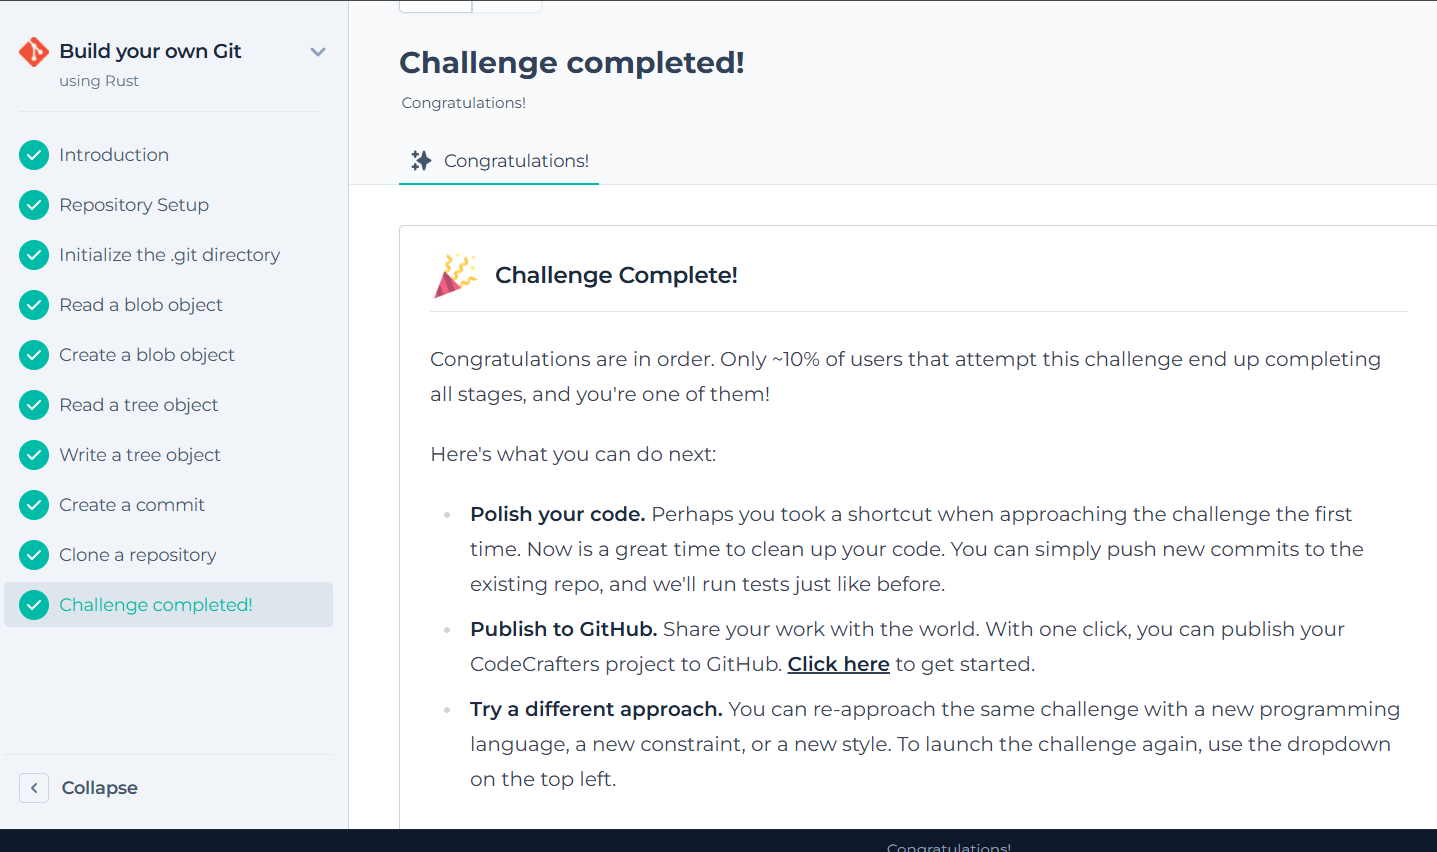 Build your own Git
using Rust
Introduction
Repository Setup
Initialize the .git directory
Read a blob object
Create a blob object
Read a tree object
Write a tree object
Create a commit
Clone a repository
Challenge completed!
Collapse
Challenge completed!
Congratulations!
Congratulations!
Challenge Complete!
Congratulations are in order. Only ~10% of users that attempt this challenge end up completing
all stages, and you're one of them!
Here's what you can do next:
Polish your code. Perhaps you took a shortcut when approaching the challenge the first
time. Now is a great time to clean up your code. You can simply push new commits to the
existing repo, and we'll run tests just like before.
Publish to GitHub. Share your work with the world. With one click, you can publish your
CodeCrafters project to GitHub. Click here to get started.
Try a different approach. You can re-approach the same challenge with a new programming
language, a new constraint, or a new style. To launch the challenge again, use the dropdown
on the top left.
Congratulations!